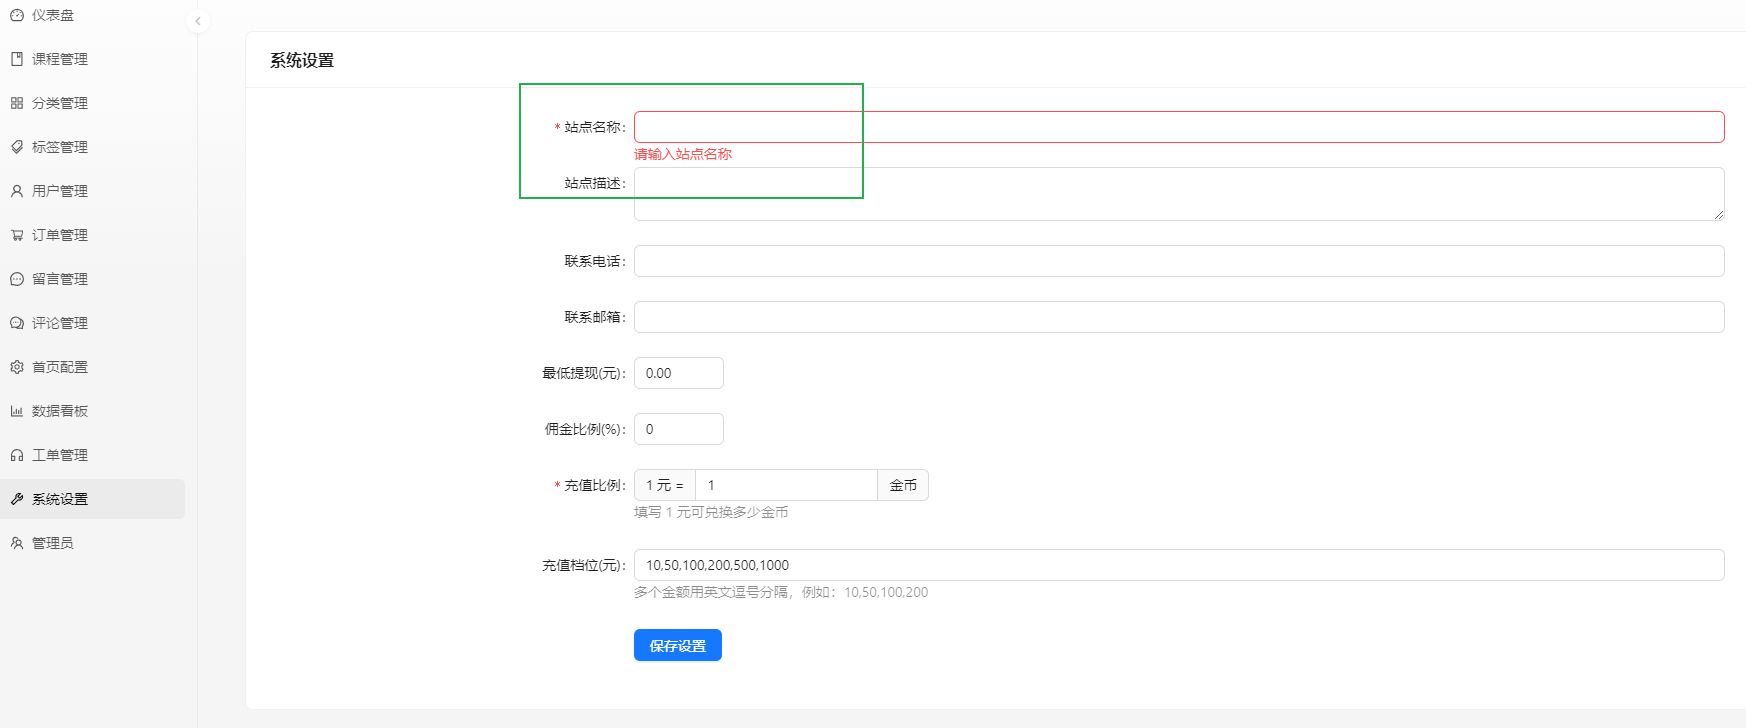 仪表盘
课程管理
分类管理
标签管理
用户管理
订单管理
留言管理
评论管理
首页配置
数据看板
工单管理
系统设置
管理员
系统设置
* 站点名称:
请输入站点名称
站点描述:
联系电话:
联系邮箱:
最低提现(元): 0.00
佣金比例(%): 0
* 充值比例: 1 元 = 1 金币
填写 1 元可兑换多少金币
充值档位(元): 10,50,100,200,500,1000
多个金额用英文逗号分隔，例如：10,50,100,200
保存设置